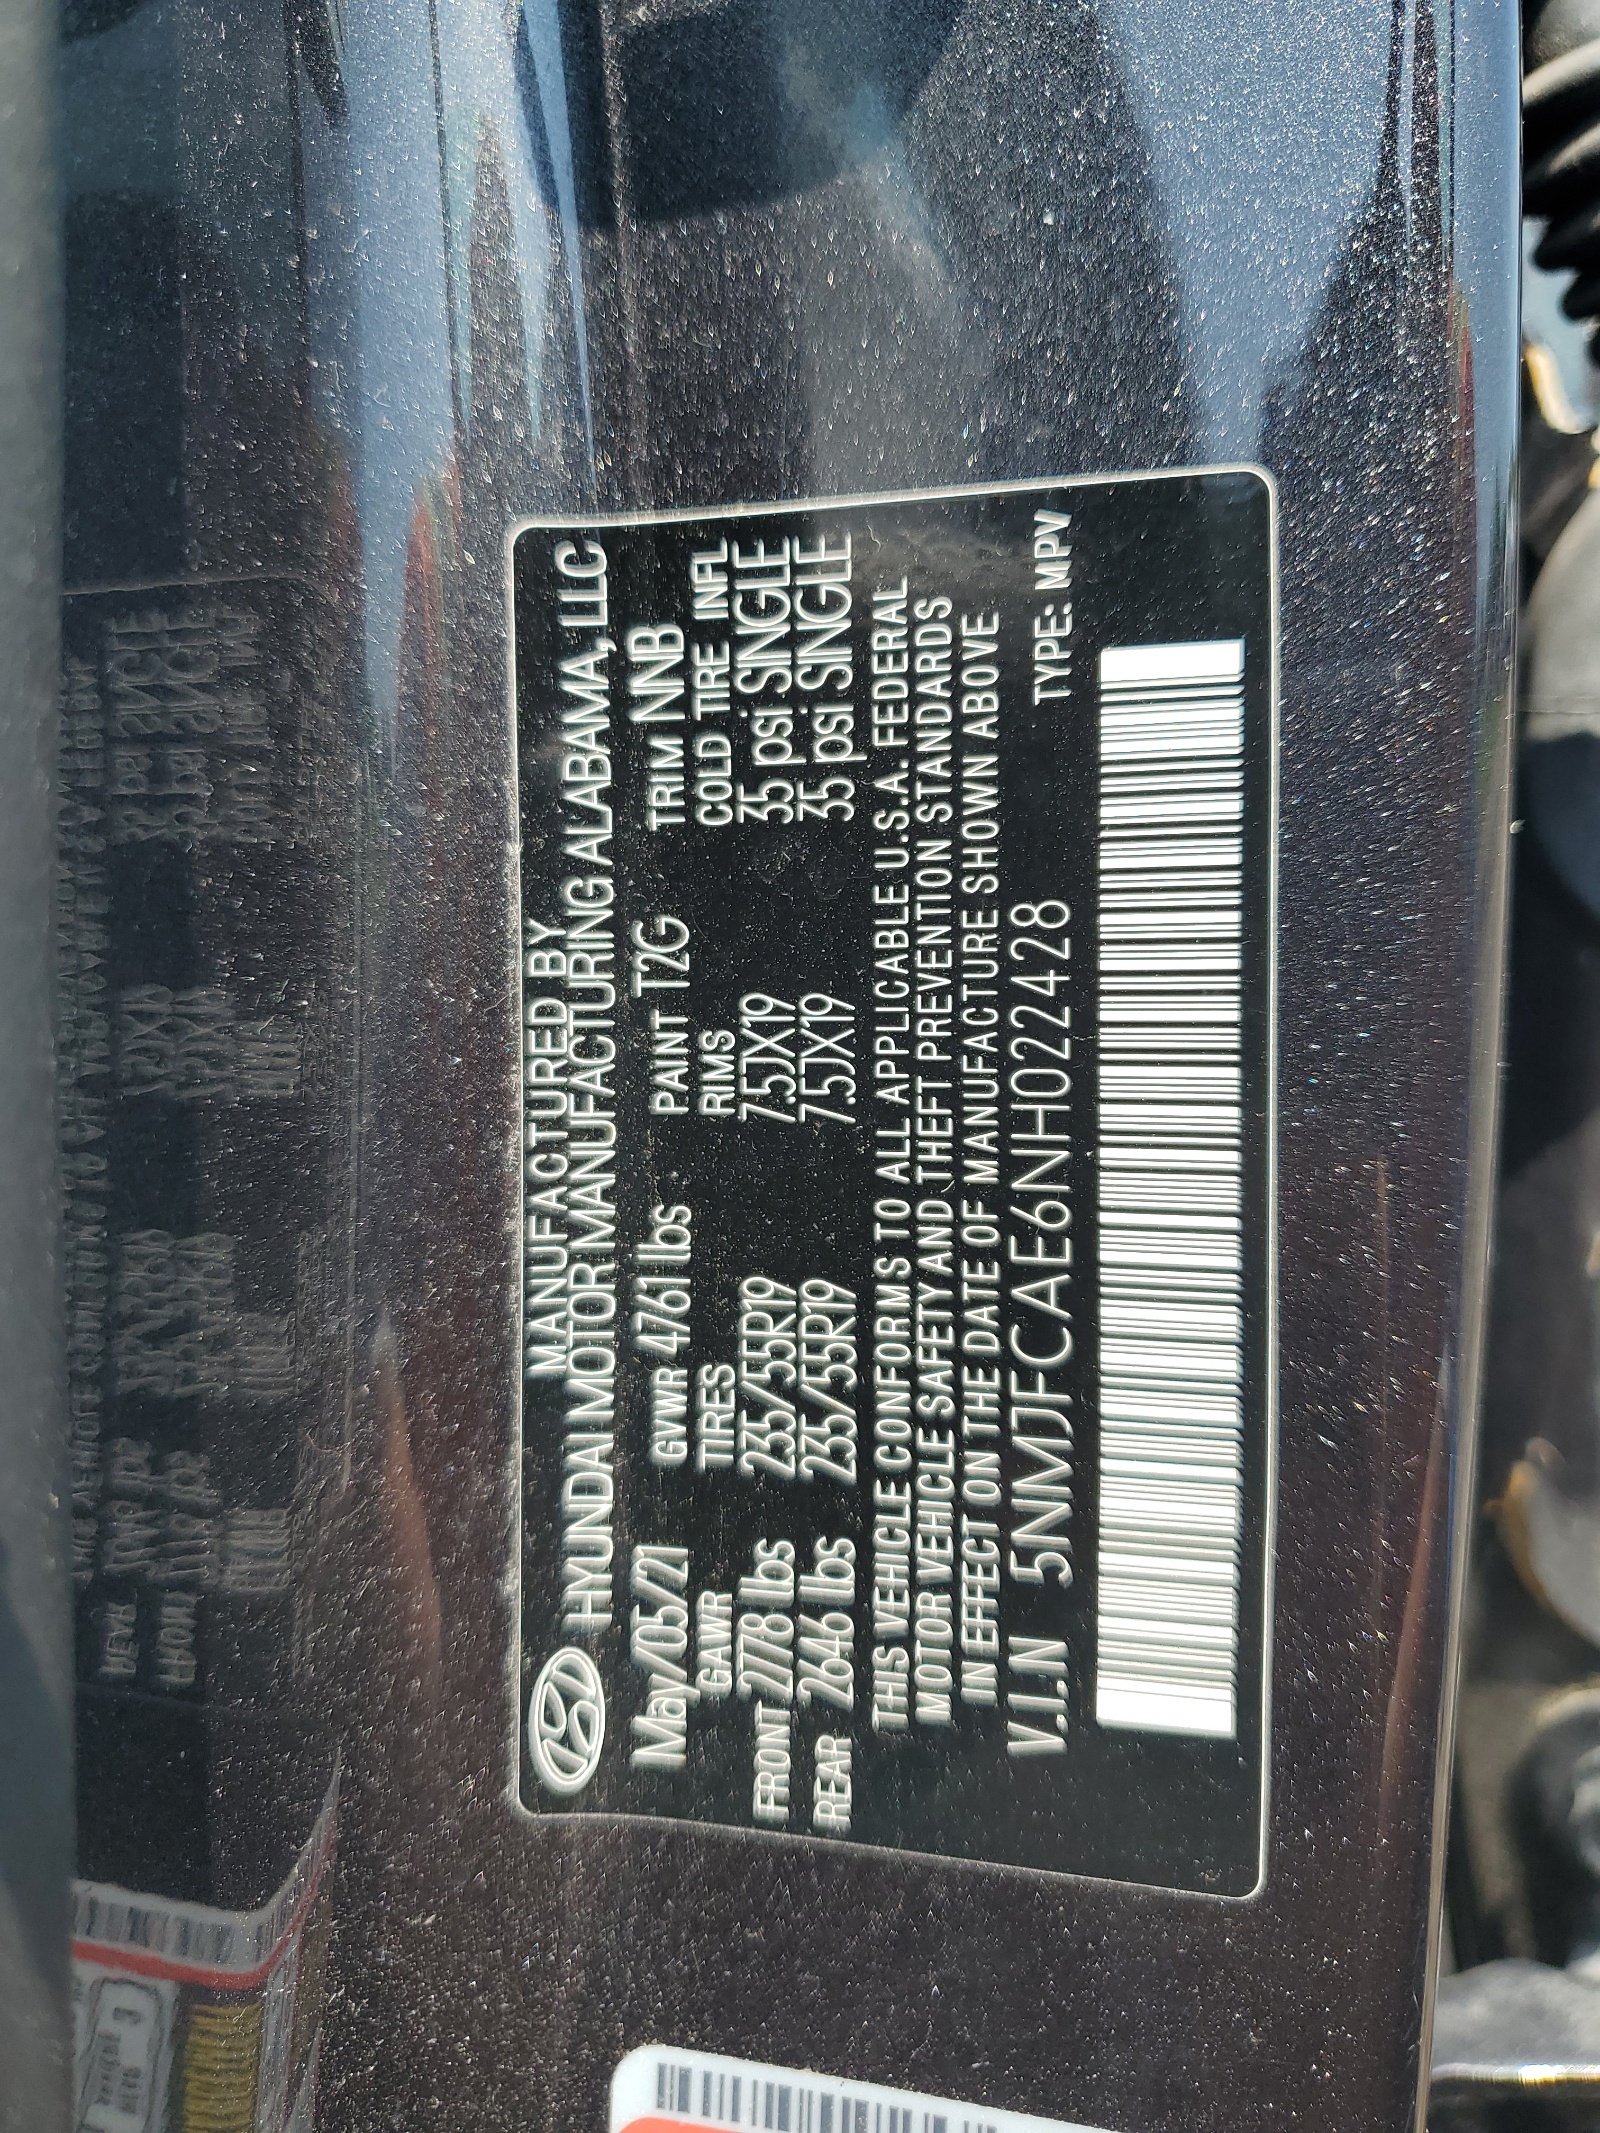 MANUFACTURED BY
HYUNDAI MOTOR MANUFACTURING ALABAMA, LLC
May/05/21 GVWR 4761 lbs PAINT T2G TRIM NNB
GAWR TIRES RIMS COLD TIRE INFL
FRONT 2778 lbs 235/55R19 7.5JX19 35 psi SINGLE
REAR 2646 lbs 235/55R19 7.5JX19 35 psi SINGLE
THIS VEHICLE CONFORMS TO ALL APPLICABLE U.S.A. FEDERAL
MOTOR VEHICLE SAFETY AND THEFT PREVENTION STANDARDS
IN EFFECT ON THE DATE OF MANUFACTURE SHOWN ABOVE
V.I.N 5NMJFCAE6NH022428 TYPE: MPV